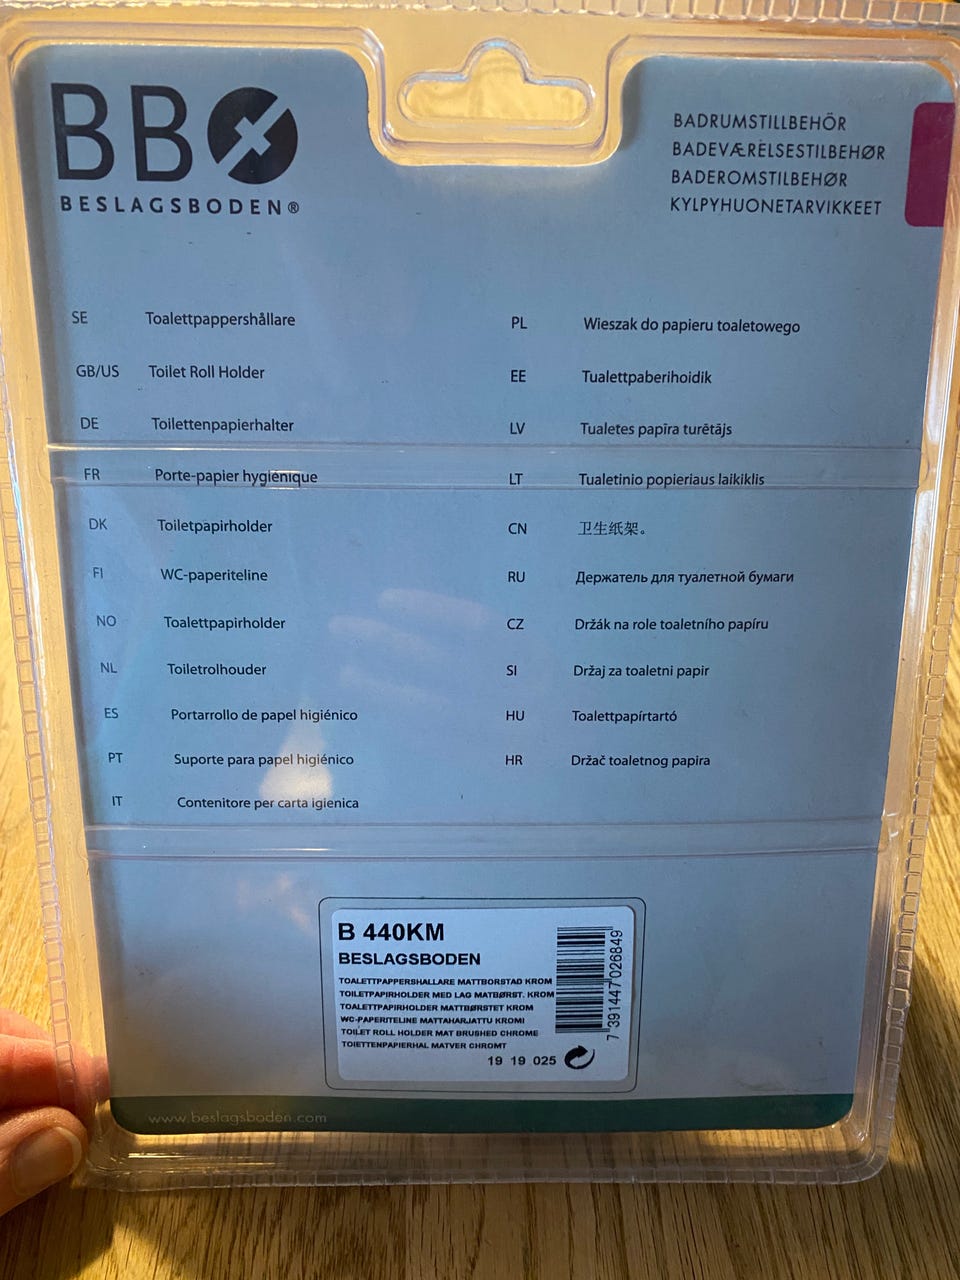 BB
BESLAGSBODEN®
BADRUMSTILLBEHÖR
BADEVÆRELSESTILBEHØR
BADEROMSTILBEHØR
KYLPYHUONETARVIKKEET
SE Toalettpappershållare
GB/US Toilet Roll Holder
DE Toilettenpapierhalter
FR Porte-papier hygiénique
DK Toiletpapirholder
FI WC-paperiteline
NO Toalettpapirholder
NL Toiletrolhouder
ES Portarrollo de papel higiénico
PT Suporte para papel higiénico
IT Contenitore per carta igienica
PL Wieszak do papieru toaletowego
EE Tualettpaberihoidik
LV Tualetes papīra turētājs
LT Tualetinio popieriaus laikiklis
CN 卫生纸架。
RU Держатель для туалетной бумаги
CZ Držák na role toaletního papíru
SI Držaj za toaletni papir
HU Toalettpapírtartó
HR Držač toaletnog papira
B 440KM
BESLAGSBODEN
TOALETTPAPPERSHALLARE MATTBORSTAD KROM
TOILETPAPIRHOLDER MED LAG MATBØRST. KROM
TOALETTPAPIRHOLDER MATTBØRSTET KROM
WC-PAPERITELINE MATTAHARJATTU KROMI
TOILET ROLL HOLDER MAT BRUSHED CHROME
TOIETTENPAPIERHAL MATVER CHROMT
19 19 025
7 391447 026849
www.beslagsboden.com